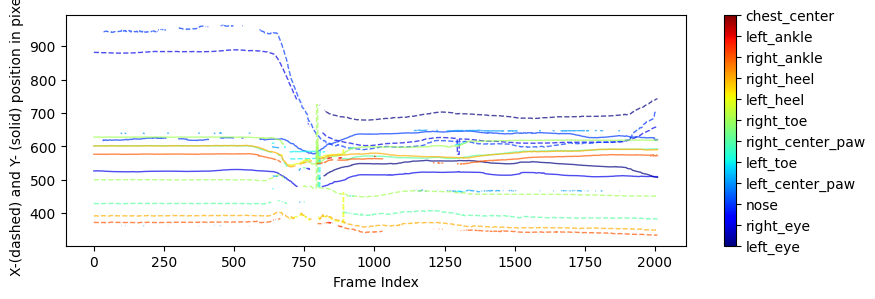 X-(dashed) and Y- (solid) position in pixe
900
800
700
600
500
400
0
250
500
750
1000
1250
1500
1750
2000
Frame Index
chest_center
left_ankle
right_ankle
right_heel
left_heel
right_toe
right_center_paw
left_toe
left_center_paw
nose
right_eye
left_eye